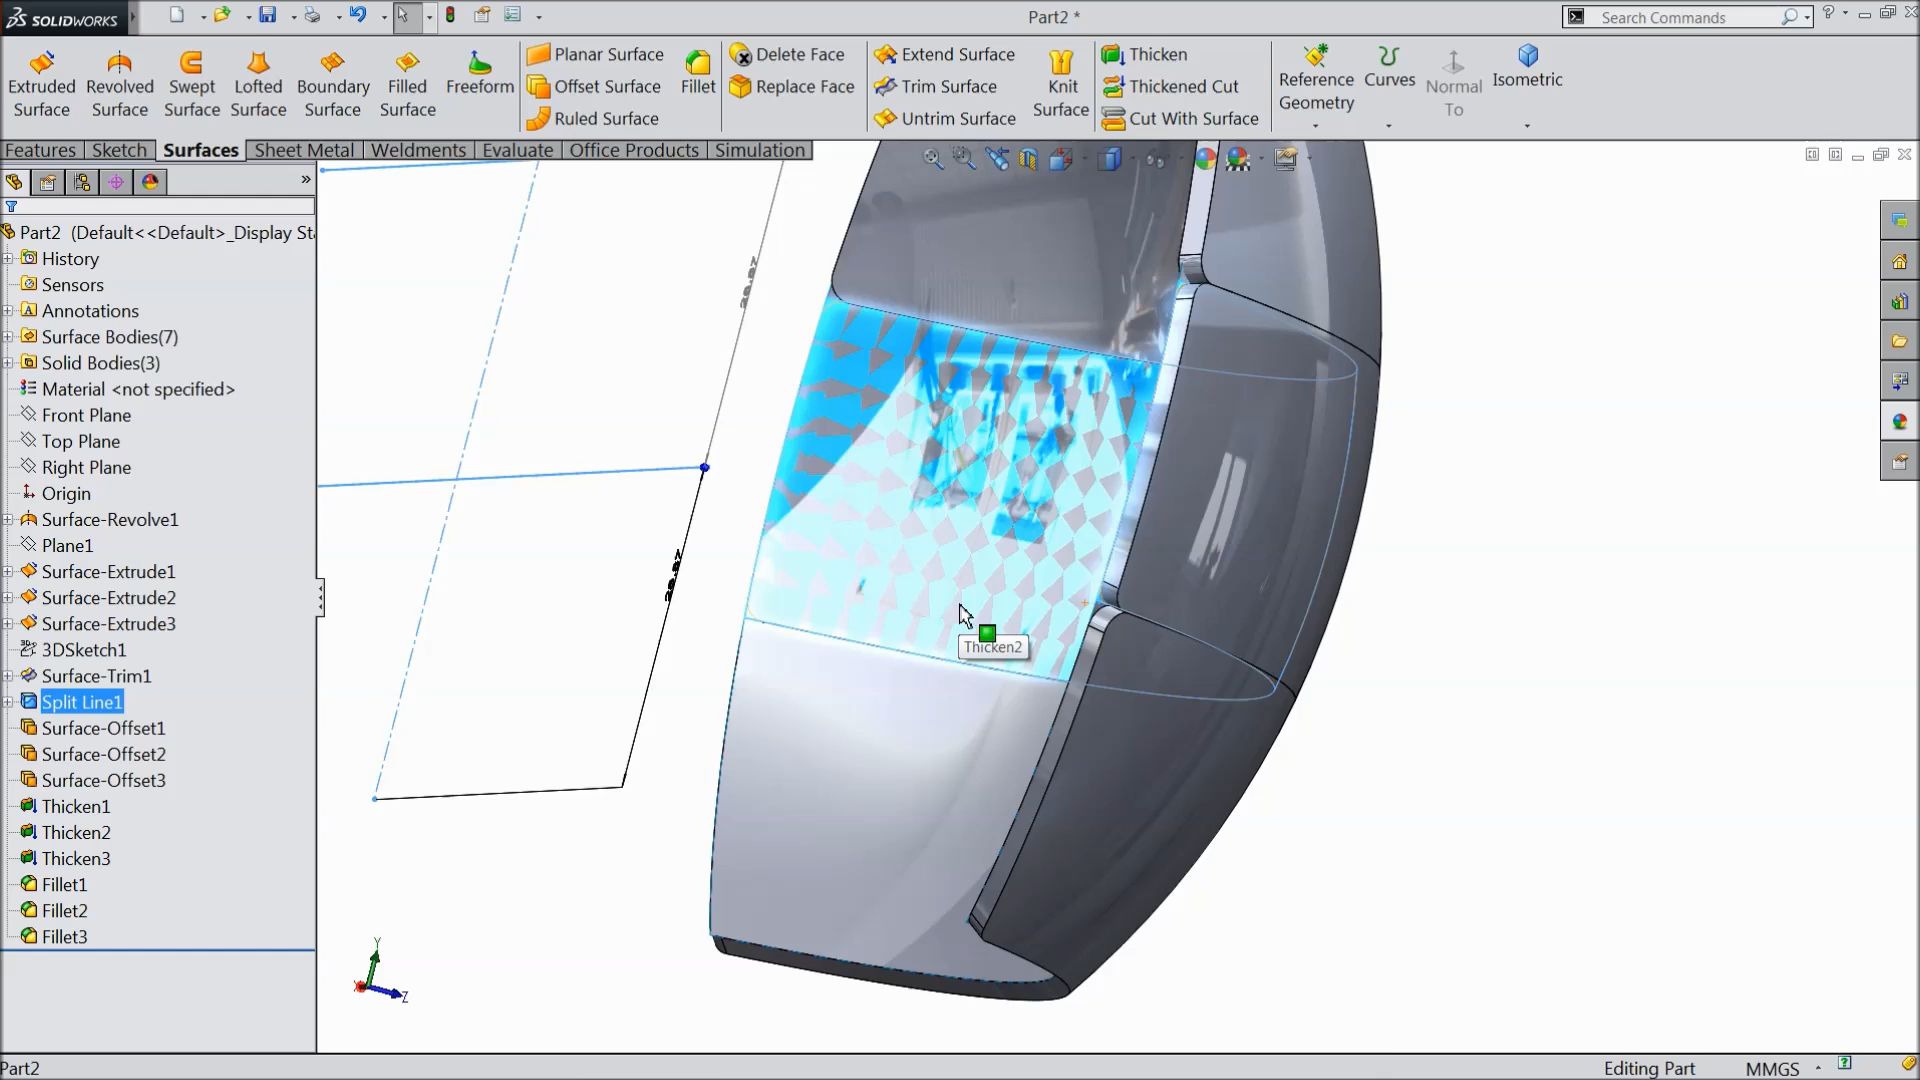 SOLIDWORKS
Part2 *
Search Commands
Extruded Surface
Revolved Surface
Swept Surface
Lofted Surface
Boundary Surface
Filled Surface
Freeform
Planar Surface
Offset Surface
Ruled Surface
Fillet
Delete Face
Replace Face
Extend Surface
Trim Surface
Untrim Surface
Knit Surface
Thicken
Thickened Cut
Cut With Surface
Reference Geometry
Curves
Normal To
Isometric
Features
Sketch
Surfaces
Sheet Metal
Weldments
Evaluate
Office Products
Simulation
Part2 (Default<<Default>_Display Sta
History
Sensors
Annotations
Surface Bodies(7)
Solid Bodies(3)
Material <not specified>
Front Plane
Top Plane
Right Plane
Origin
Surface-Revolve1
Plane1
Surface-Extrude1
Surface-Extrude2
Surface-Extrude3
3DSketch1
Surface-Trim1
Split Line1
Surface-Offset1
Surface-Offset2
Surface-Offset3
Thicken1
Thicken2
Thicken3
Fillet1
Fillet2
Fillet3
Thicken2
Y
X
Z
Part2
Editing Part
MMGS